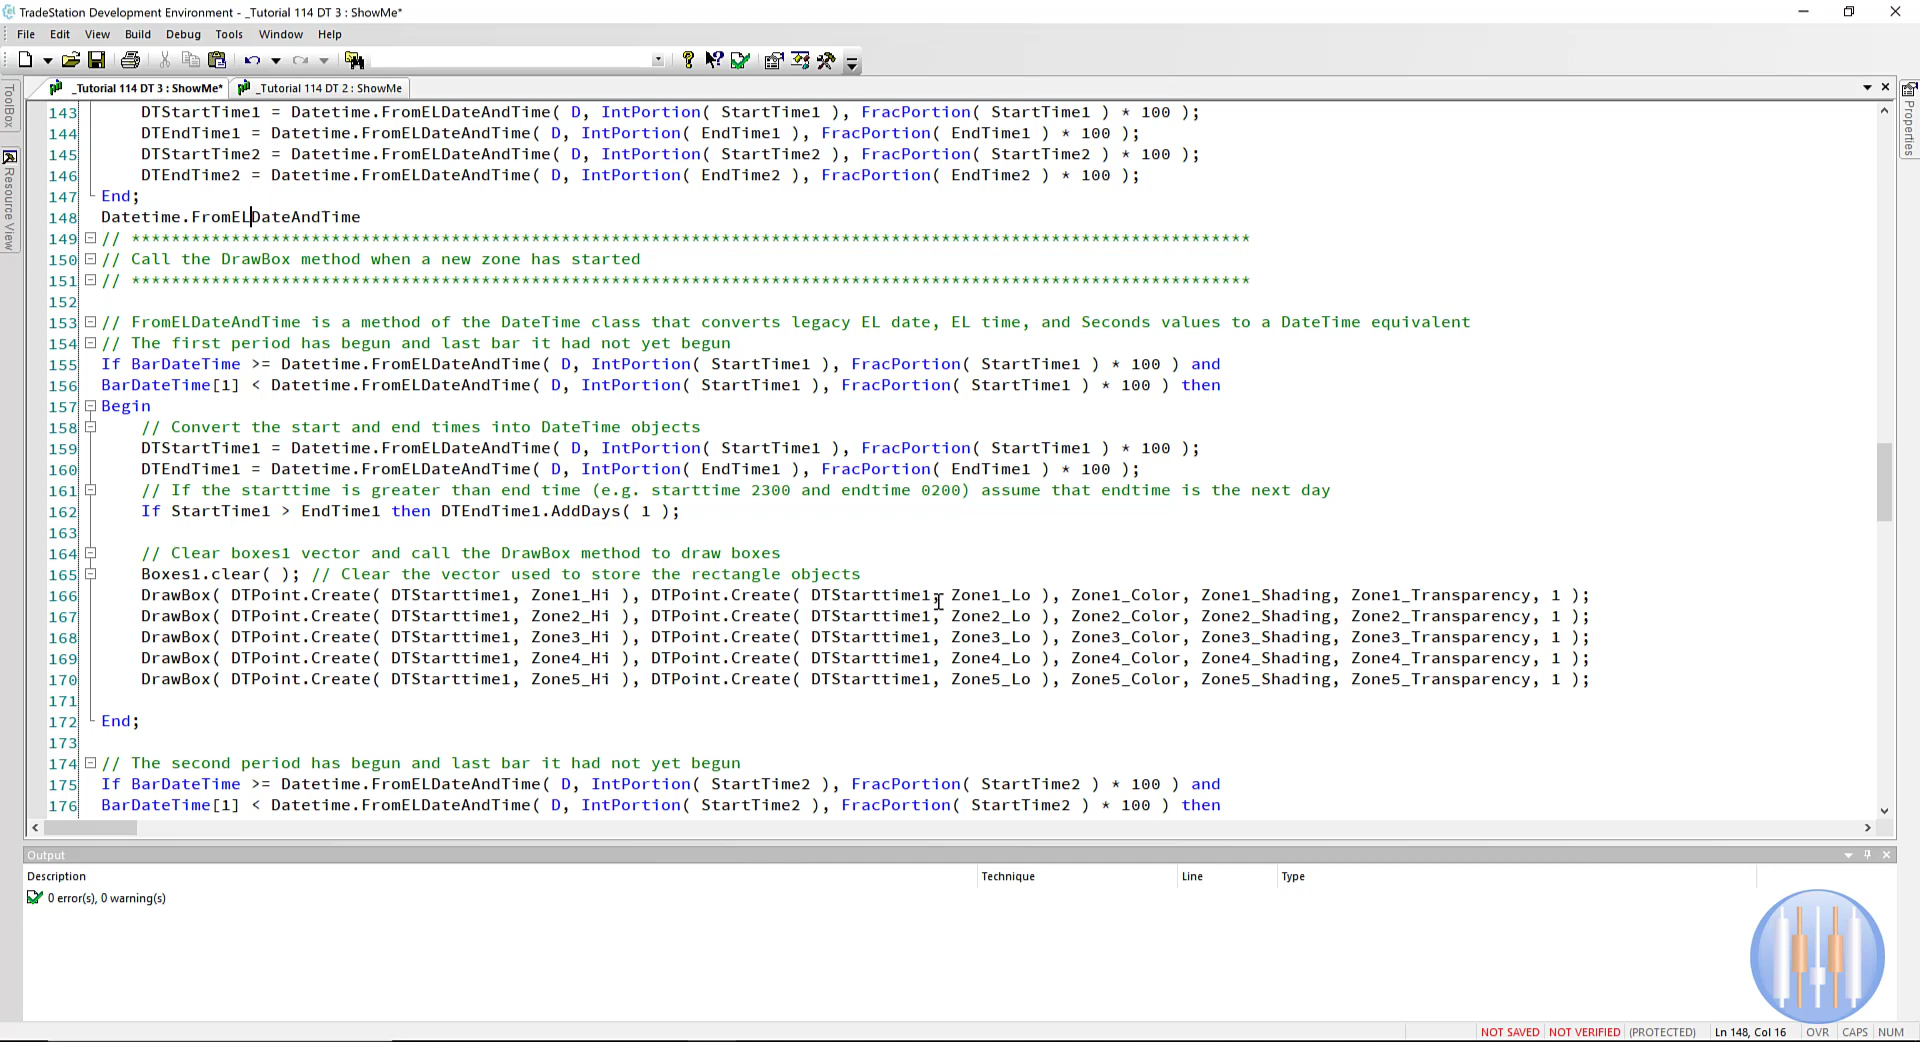 TradeStation Development Environment - _Tutorial 114 DT 3 : ShowMe*
File Edit View Build Debug Tools Window Help
_Tutorial 114 DT 3 : ShowMe* _Tutorial 114 DT 2 : ShowMe
ToolBox
Resource View
Properties
143 DTStartTime1 = Datetime.FromELDateAndTime( D, IntPortion( StartTime1 ), FracPortion( StartTime1 ) * 100 );
144 DTEndTime1 = Datetime.FromELDateAndTime( D, IntPortion( EndTime1 ), FracPortion( EndTime1 ) * 100 );
145 DTStartTime2 = Datetime.FromELDateAndTime( D, IntPortion( StartTime2 ), FracPortion( StartTime2 ) * 100 );
146 DTEndTime2 = Datetime.FromELDateAndTime( D, IntPortion( EndTime2 ), FracPortion( EndTime2 ) * 100 );
147 End;
148 Datetime.FromELDateAndTime
149 // ****************************************************************************************************************
150 // Call the DrawBox method when a new zone has started
151 // ****************************************************************************************************************
152
153 // FromELDateAndTime is a method of the DateTime class that converts legacy EL date, EL time, and Seconds values to a DateTime equivalent
154 // The first period has begun and last bar it had not yet begun
155 If BarDateTime >= Datetime.FromELDateAndTime( D, IntPortion( StartTime1 ), FracPortion( StartTime1 ) * 100 ) and
156 BarDateTime[1] < Datetime.FromELDateAndTime( D, IntPortion( StartTime1 ), FracPortion( StartTime1 ) * 100 ) then
157 Begin
158 // Convert the start and end times into DateTime objects
159 DTStartTime1 = Datetime.FromELDateAndTime( D, IntPortion( StartTime1 ), FracPortion( StartTime1 ) * 100 );
160 DTEndTime1 = Datetime.FromELDateAndTime( D, IntPortion( EndTime1 ), FracPortion( EndTime1 ) * 100 );
161 // If the starttime is greater than end time (e.g. starttime 2300 and endtime 0200) assume that endtime is the next day
162 If StartTime1 > EndTime1 then DTEndTime1.AddDays( 1 );
163
164 // Clear boxes1 vector and call the DrawBox method to draw boxes
165 Boxes1.clear( ); // Clear the vector used to store the rectangle objects
166 DrawBox( DTPoint.Create( DTStarttime1, Zone1_Hi ), DTPoint.Create( DTStarttime1, Zone1_Lo ), Zone1_Color, Zone1_Shading, Zone1_Transparency, 1 );
167 DrawBox( DTPoint.Create( DTStarttime1, Zone2_Hi ), DTPoint.Create( DTStarttime1, Zone2_Lo ), Zone2_Color, Zone2_Shading, Zone2_Transparency, 1 );
168 DrawBox( DTPoint.Create( DTStarttime1, Zone3_Hi ), DTPoint.Create( DTStarttime1, Zone3_Lo ), Zone3_Color, Zone3_Shading, Zone3_Transparency, 1 );
169 DrawBox( DTPoint.Create( DTStarttime1, Zone4_Hi ), DTPoint.Create( DTStarttime1, Zone4_Lo ), Zone4_Color, Zone4_Shading, Zone4_Transparency, 1 );
170 DrawBox( DTPoint.Create( DTStarttime1, Zone5_Hi ), DTPoint.Create( DTStarttime1, Zone5_Lo ), Zone5_Color, Zone5_Shading, Zone5_Transparency, 1 );
171
172 End;
173
174 // The second period has begun and last bar it had not yet begun
175 If BarDateTime >= Datetime.FromELDateAndTime( D, IntPortion( StartTime2 ), FracPortion( StartTime2 ) * 100 ) and
176 BarDateTime[1] < Datetime.FromELDateAndTime( D, IntPortion( StartTime2 ), FracPortion( StartTime2 ) * 100 ) then
Output
Description Technique Line Type
0 error(s), 0 warning(s)
NOT SAVED NOT VERIFIED (PROTECTED) Ln 148, Col 16 OVR CAPS NUM